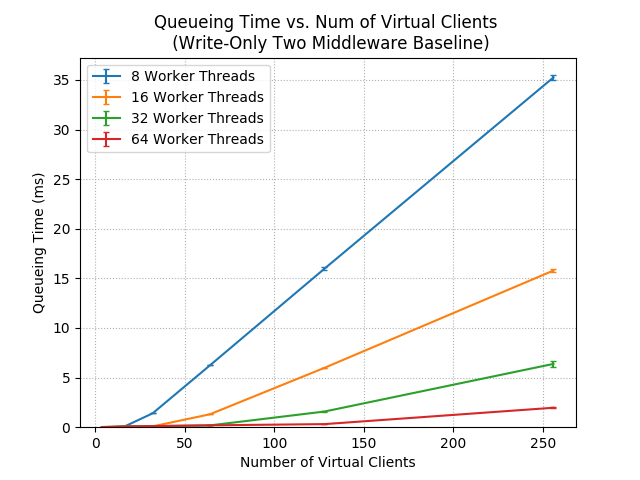 Queueing Time vs. Num of Virtual Clients
(Write-Only Two Middleware Baseline)
8 Worker Threads
16 Worker Threads
32 Worker Threads
64 Worker Threads
Queueing Time (ms)
35
30
25
20
15
10
5
0
0 50 100 150 200 250
Number of Virtual Clients